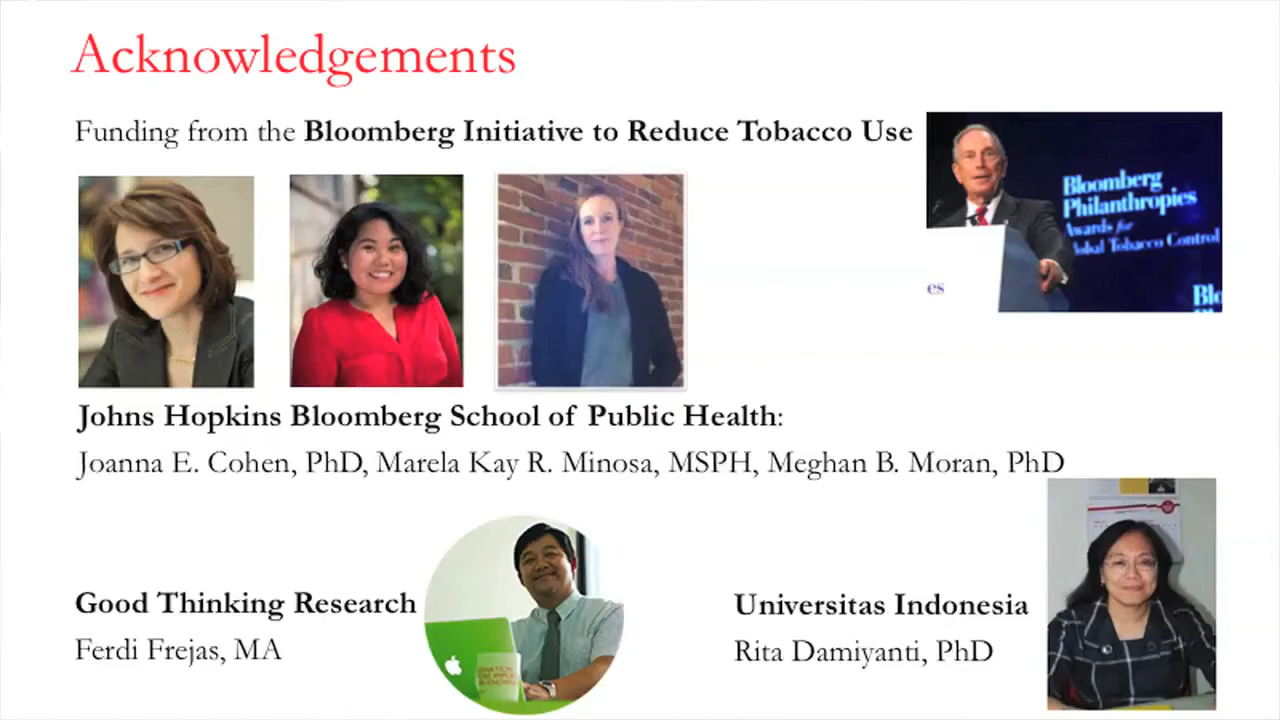 Acknowledgements
Funding from the Bloomberg Initiative to Reduce Tobacco Use
Bloomberg
Philanthropies
Awards for
Global Tobacco Control
es
Blo
Johns Hopkins Bloomberg School of Public Health:
Joanna E. Cohen, PhD, Marela Kay R. Minosa, MSPH, Meghan B. Moran, PhD
Good Thinking Research
Ferdi Frejas, MA
Universitas Indonesia
Rita Damiyanti, PhD